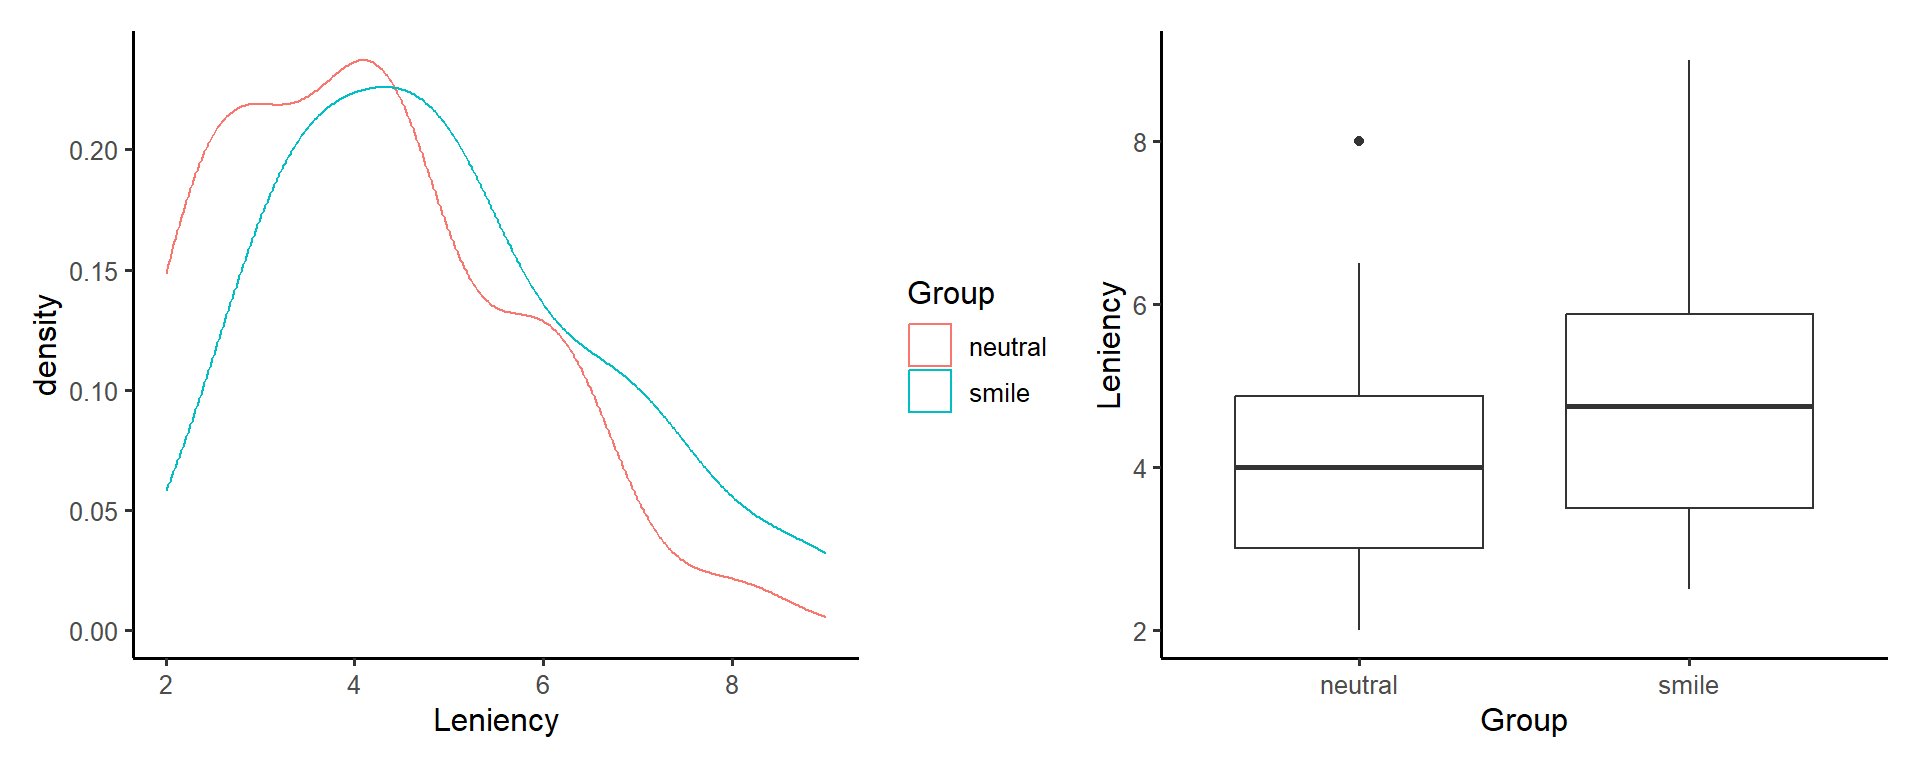 density
0.20
0.15
0.10
0.05
0.00
2 4 6 8
Leniency
Group
neutral
smile
Leniency
8
6
4
2
neutral smile
Group